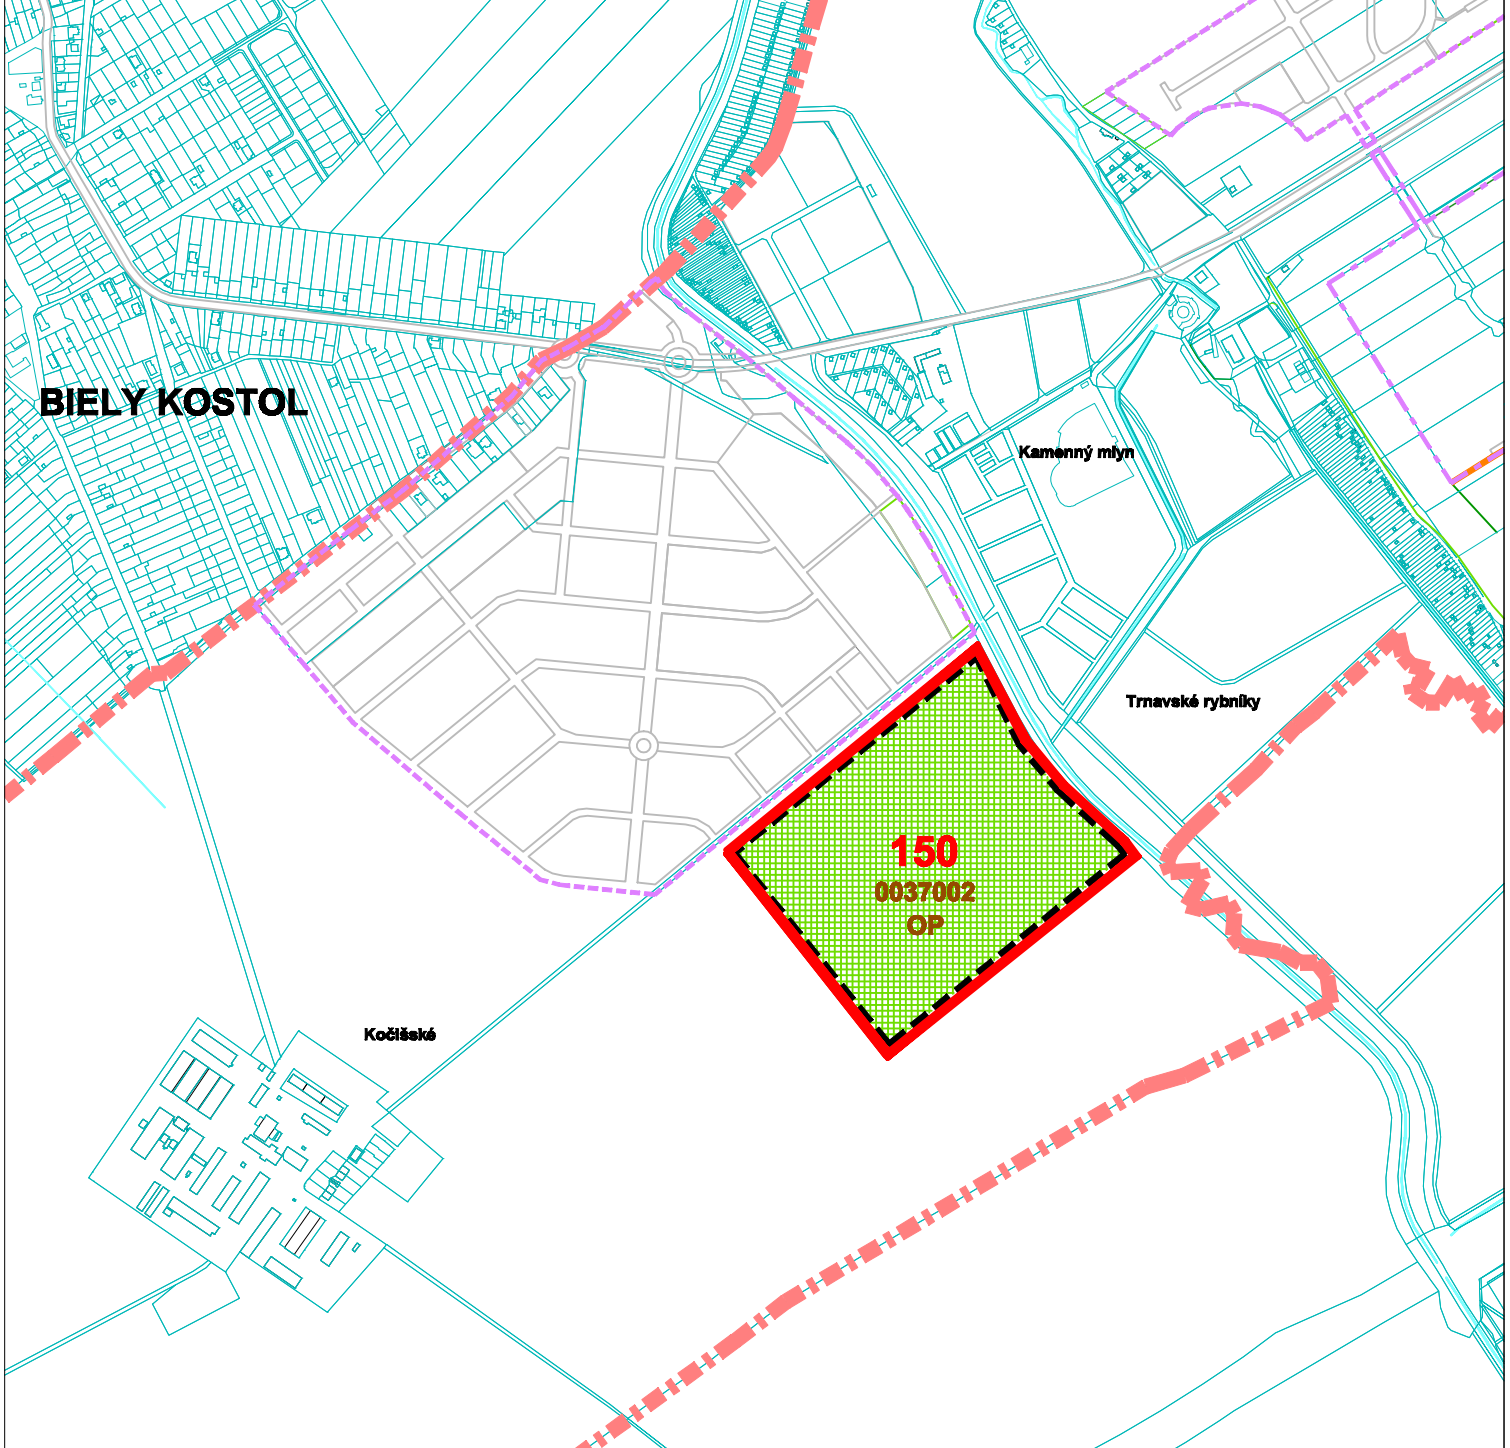 BIELY KOSTOL
Kamenný mlyn
Trnavské rybníky
150
0037002
OP
Kočišské